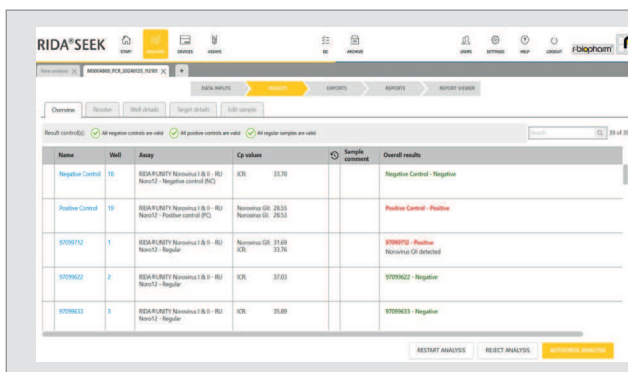 RIDA®SEEK
START
ANALYSIS
DEVICES
ASSAYS
QC
ARCHIVE
USERS
SETTINGS
HELP
LOGOUT
r-biopharm®
New analysis
+
DATA INPUTS
RESULTS
EXPORTS
REPORTS
REPORT VIEWER
Overview
Well details
Target details
Edit sample
Result control(s):
All negative controls are valid
All positive controls are valid
All regular samples are valid
Search
39 of 39
Name
Well
Assay
Cp values
Sample comment
Overall results
Negative Control
18
RIDA®UNITY Norovirus I & II - RU
Noro12 - Negative control (NC)
ICR: 33.70
Negative Control - Negative
Positive Control
19
RIDA®UNITY Norovirus I & II - RU
Noro12 - Positive control (PC)
Norovirus GII: 28.55
Norovirus GI: 28.53
Positive Control - Positive
97099712
1
RIDA®UNITY Norovirus I & II - RU
Noro12 - Regular
Norovirus GII: 31.69
ICR: 33.76
97099712 - Positive
Norovirus GII detected
97099622
2
RIDA®UNITY Norovirus I & II - RU
Noro12 - Regular
ICR: 37.03
97099622 - Negative
97099633
3
RIDA®UNITY Norovirus I & II - RU
Noro12 - Regular
ICR: 35.89
97099633 - Negative
RESTART ANALYSIS
REJECT ANALYSIS
AUTHORISE ANALYSIS